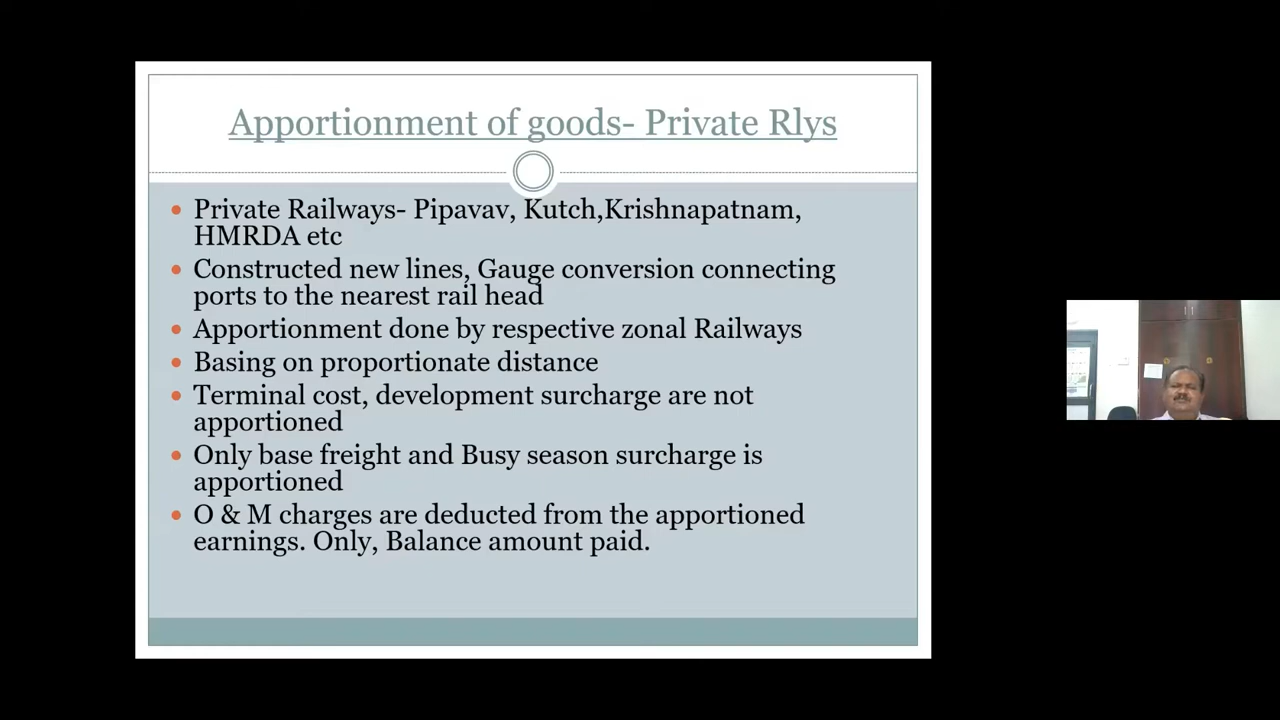 Apportionment of goods- Private Rlys
Private Railways- Pipavav, Kutch,Krishnapatnam,
HMRDA etc
Constructed new lines, Gauge conversion connecting
ports to the nearest rail head
Apportionment done by respective zonal Railways
Basing on proportionate distance
Terminal cost, development surcharge are not
apportioned
Only base freight and Busy season surcharge is
apportioned
O & M charges are deducted from the apportioned
earnings. Only, Balance amount paid.